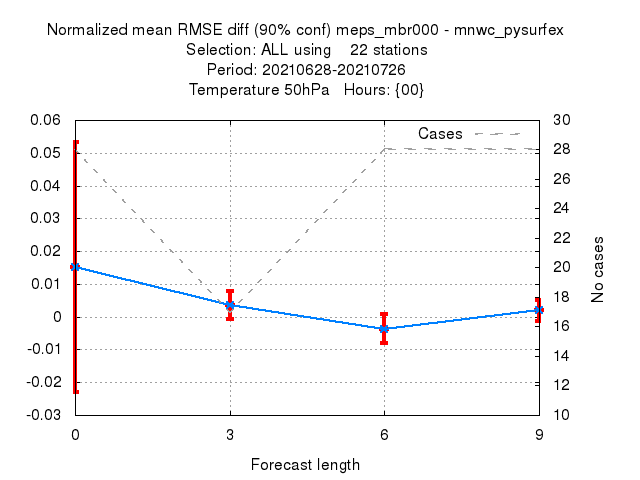 Normalized mean RMSE diff (90% conf) meps_mbr000 - mnwc_pysurfex
Selection: ALL using    22 stations
Period: 20210628-20210726
Temperature 50hPa   Hours: {00}
Cases
0.06
0.05
0.04
0.03
0.02
0.01
0
-0.01
-0.02
-0.03
30
28
26
24
22
20
18
16
14
12
10
No cases
0 3 6 9
Forecast length